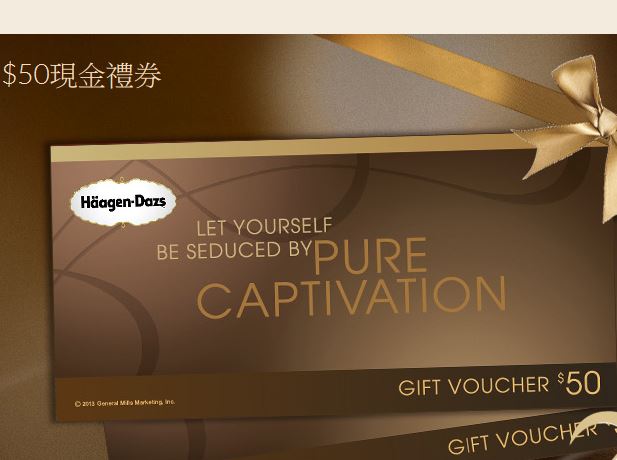 $50現金禮券
Häagen-Dazs
LET YOURSELF
BE SEDUCED BY PURE
CAPTIVATION
© 2013 General Mills Marketing, Inc.
GIFT VOUCHER $50
GIFT VOUCHER